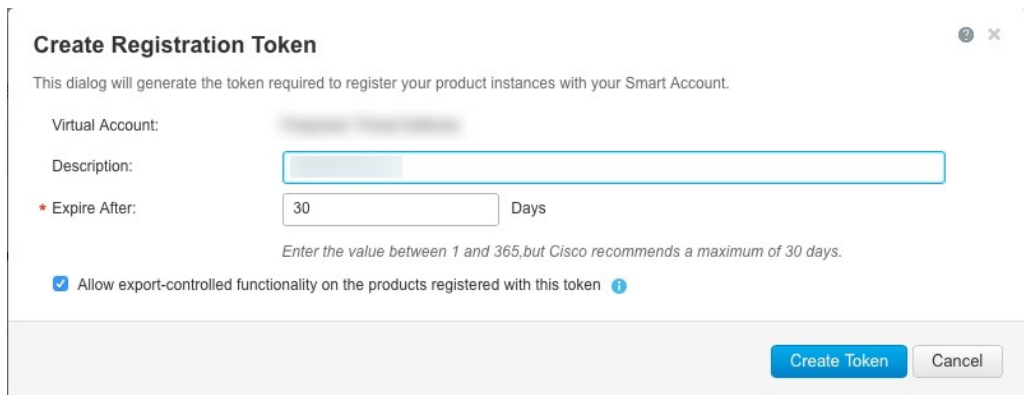 Create Registration Token
This dialog will generate the token required to register your product instances with your Smart Account.
Virtual Account:
Description:
* Expire After: 30 Days
Enter the value between 1 and 365,but Cisco recommends a maximum of 30 days.
Allow export-controlled functionality on the products registered with this token
Create Token Cancel